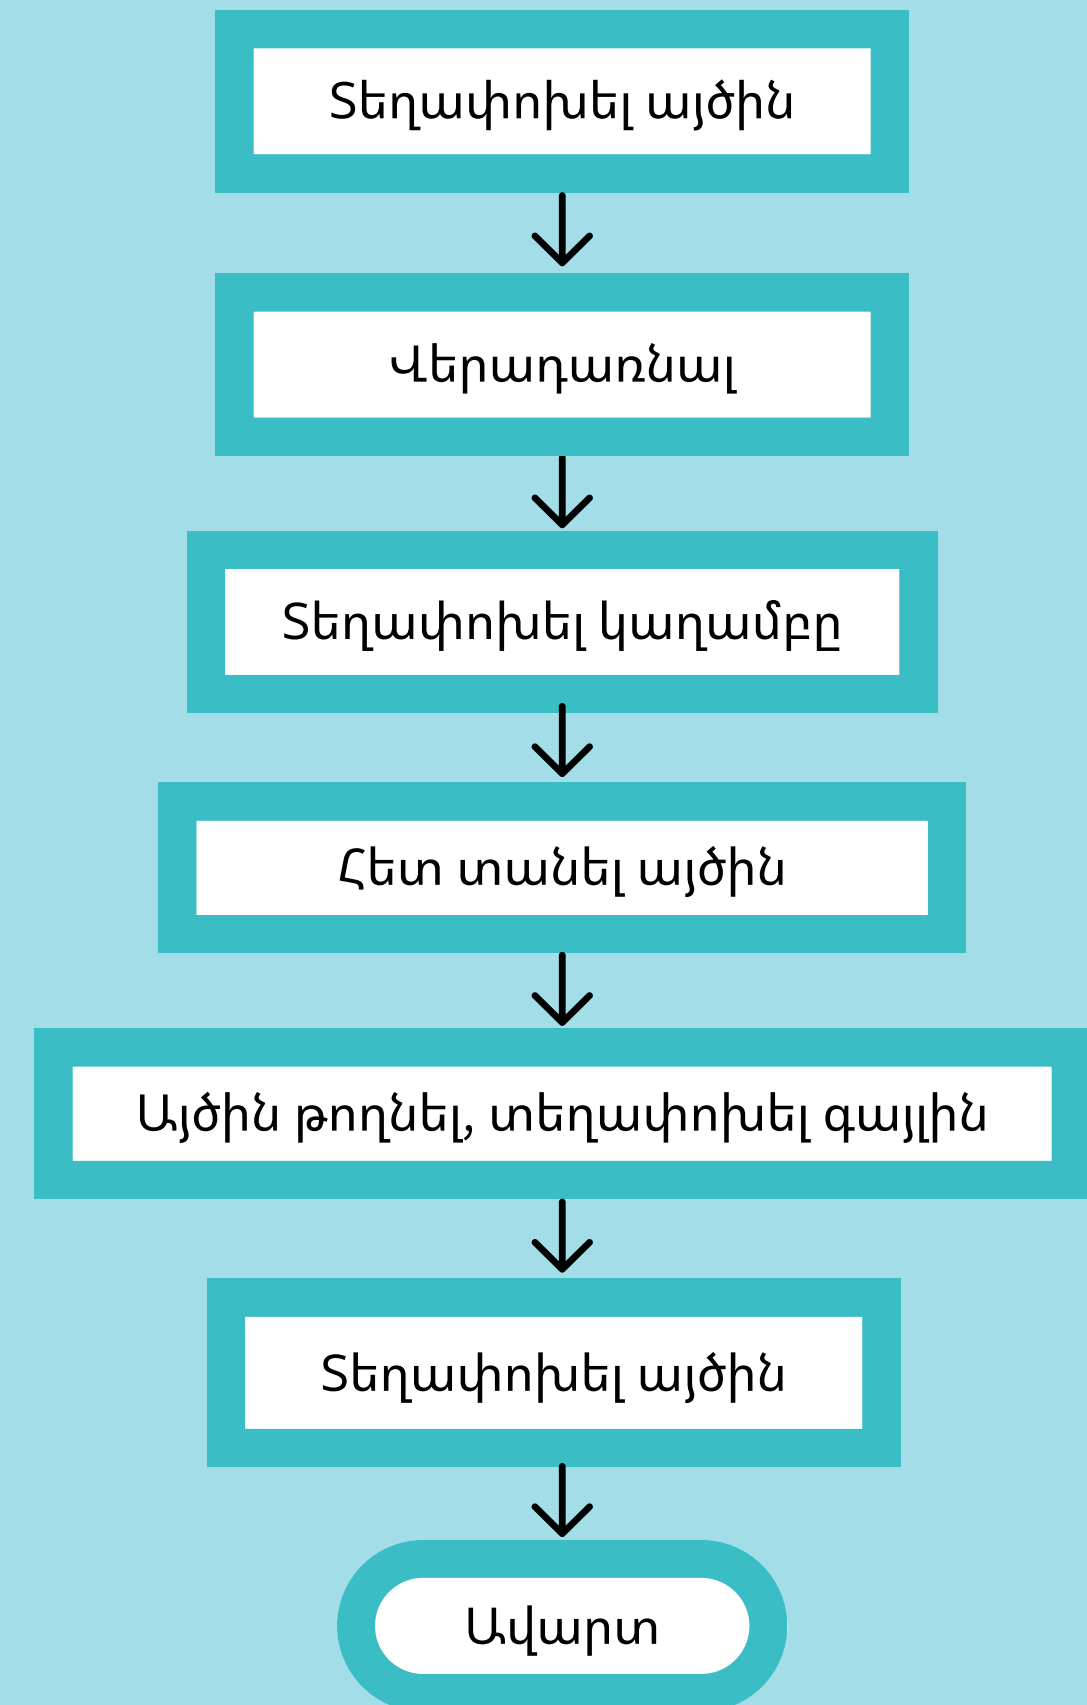 Տեղափոխել այծին
Վերադառնալ
Տեղափոխել կաղամբը
Հետ տանել այծին
Այծին թողնել, տեղափոխել գայլին
Տեղափոխել այծին
Ավարտ